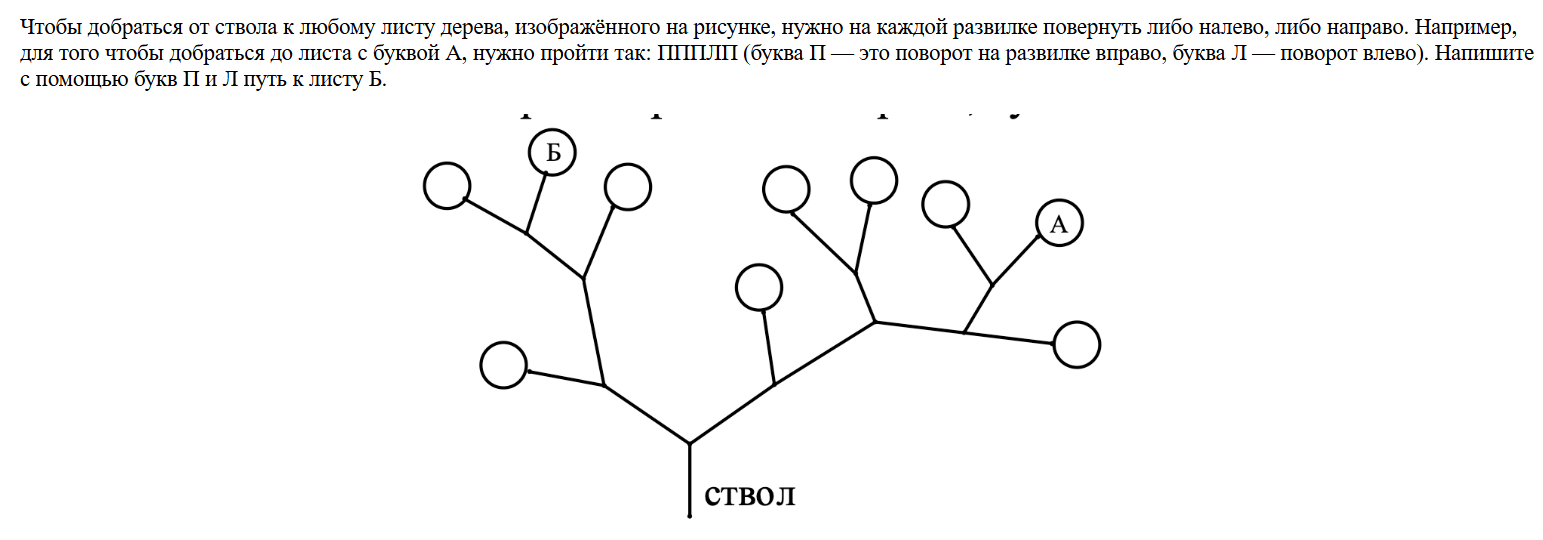 Чтобы добраться от ствола к любому листу дерева, изображённого на рисунке, нужно на каждой развилке повернуть либо налево, либо направо. Например,
для того чтобы добраться до листа с буквой А, нужно пройти так: ПППЛП (буква П — это поворот на развилке вправо, буква Л — поворот влево). Напишите
с помощью букв П и Л путь к листу Б.
Б
А
ствол